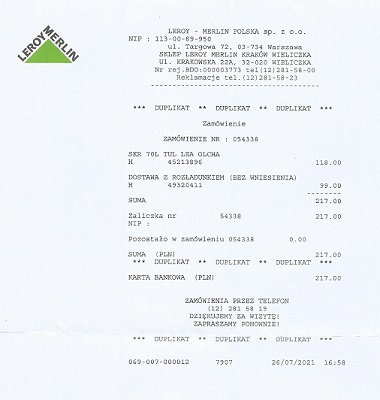 LEROY MERLIN
LEROY - MERLIN POLSKA sp. z o.o.
NIP : 113-00-89-950
ul. Targowa 72, 03-734 Warszawa
SKLEP LEROY MERLIN KRAKÓW WIELICZKA
Ul. KRAKOWSKA 22A, 32-020 WIELICZKA
Nr rej.BDO:000003773 tel(12)281-58-00
Reklamacje tel.(12)281-58-23
----------------------------------------
*** DUPLIKAT ** DUPLIKAT ** DUPLIKAT ***
Zamówienie
ZAMÓWIENIE NR : 054338
SKR 70L TUL LEA OLCHA
H 45213896 118.00
DOSTAWA Z ROZŁADUNKIEM (BEZ WNIESIENIA)
H 49320411 99.00
--------
SUMA 217.00
Zaliczka nr 54338 217.00
NIP :
Pozostało w zamówieniu 054338 0.00
SUMA (PLN) 217.00
*** DUPLIKAT ** DUPLIKAT ** DUPLIKAT ***
KARTA BANKOWA (PLN) 217.00
ZAMÓWIENIA PRZEZ TELEFON
(12) 281 58 19
DZIĘKUJEMY ZA WIZYTĘ!
ZAPRASZAMY PONOWNIE!
*** DUPLIKAT ** DUPLIKAT ** DUPLIKAT ***
069-007-000012 7907 26/07/2021 16:58